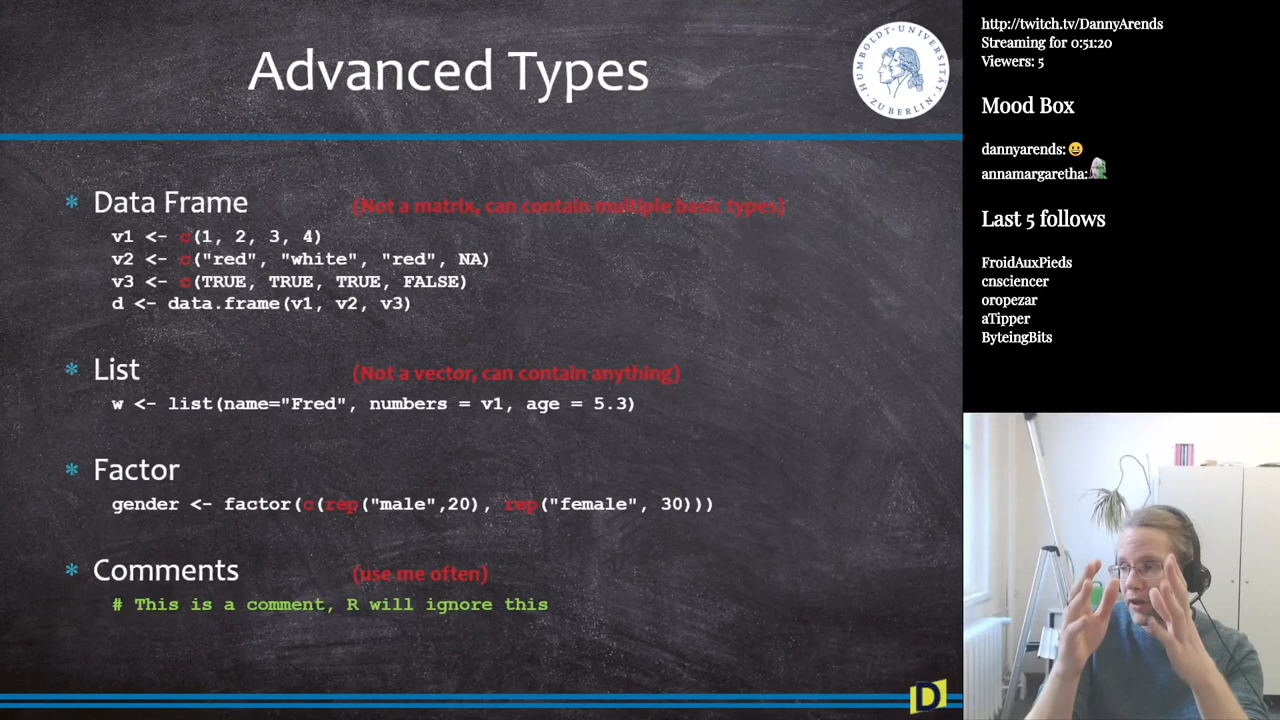 Advanced Types
HUMBOLDT-UNIVERSITÄT ZU BERLIN
* Data Frame (Not a matrix, can contain multiple basic types)
v1 <- c(1, 2, 3, 4)
v2 <- c("red", "white", "red", NA)
v3 <- c(TRUE, TRUE, TRUE, FALSE)
d <- data.frame(v1, v2, v3)
* List (Not a vector, can contain anything)
w <- list(name="Fred", numbers = v1, age = 5.3)
* Factor
gender <- factor(c(rep("male",20), rep("female", 30)))
* Comments (use me often)
# This is a comment, R will ignore this
D
http://twitch.tv/DannyArends
Streaming for 0:51:20
Viewers: 5
Mood Box
dannyarends: 😀
annamargaretha:
Last 5 follows
FroidAuxPieds
cnsciencer
oropezar
aTipper
ByteingBits